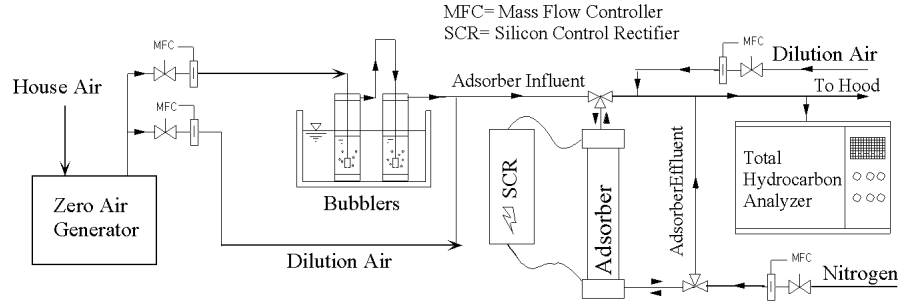 MFC= Mass Flow Controller
SCR= Silicon Control Rectifier
MFC
House Air
MFC
Zero Air
Generator
Bubblers
Dilution Air
Adsorber Influent
SCR
Adsorber
AdsorberEffluent
MFC
Dilution Air
To Hood
Total
Hydrocarbon
Analyzer
MFC
Nitrogen